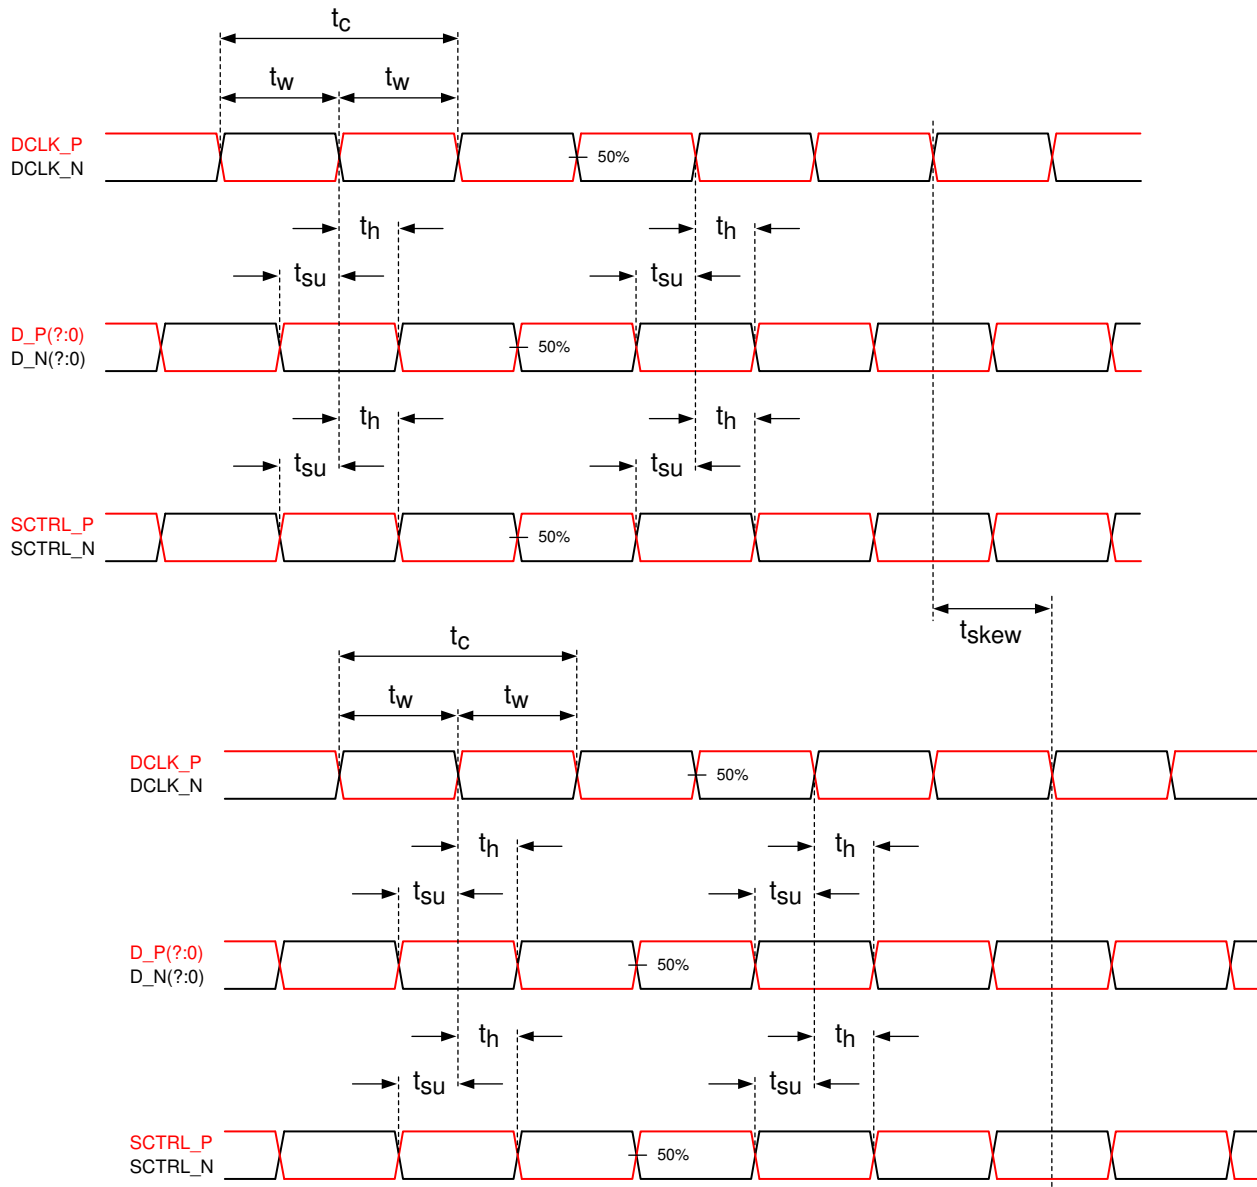 tc
tw tw
DCLK_P
DCLK_N
50%
th th
tsu tsu
D_P(?:0)
D_N(?:0)
50%
th th
tsu tsu
SCTRL_P
SCTRL_N
50%
tskew
tc
tw tw
DCLK_P
DCLK_N
50%
th th
tsu tsu
D_P(?:0)
D_N(?:0)
50%
th th
tsu tsu
SCTRL_P
SCTRL_N
50%